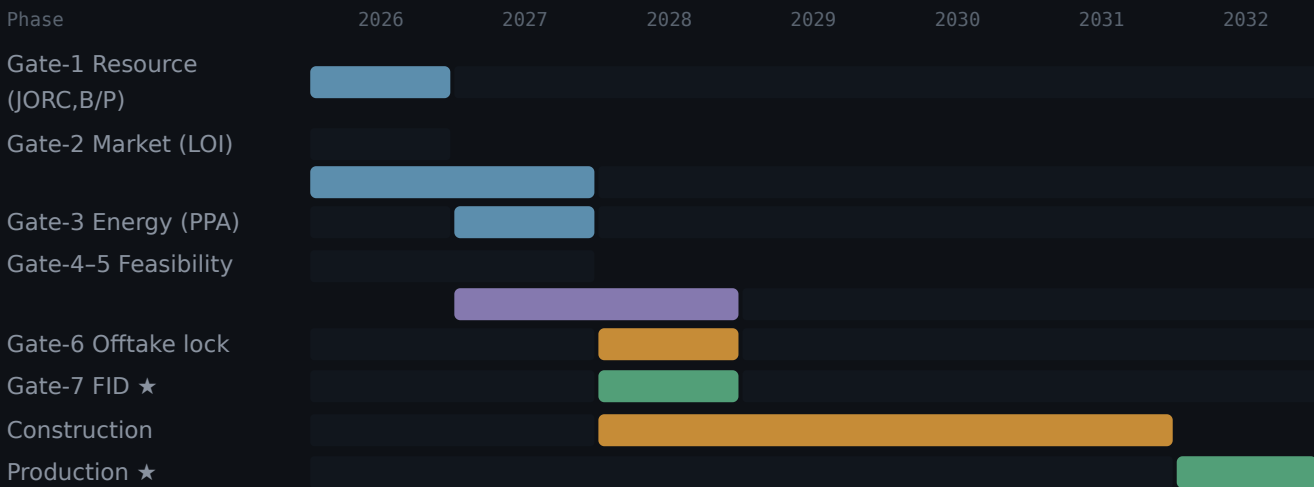 Phase 2026 2027 2028 2029 2030 2031 2032
Gate-1 Resource
(JORC,B/P)
Gate-2 Market (LOI)
Gate-3 Energy (PPA)
Gate-4–5 Feasibility
Gate-6 Offtake lock
Gate-7 FID ★
Construction
Production ★